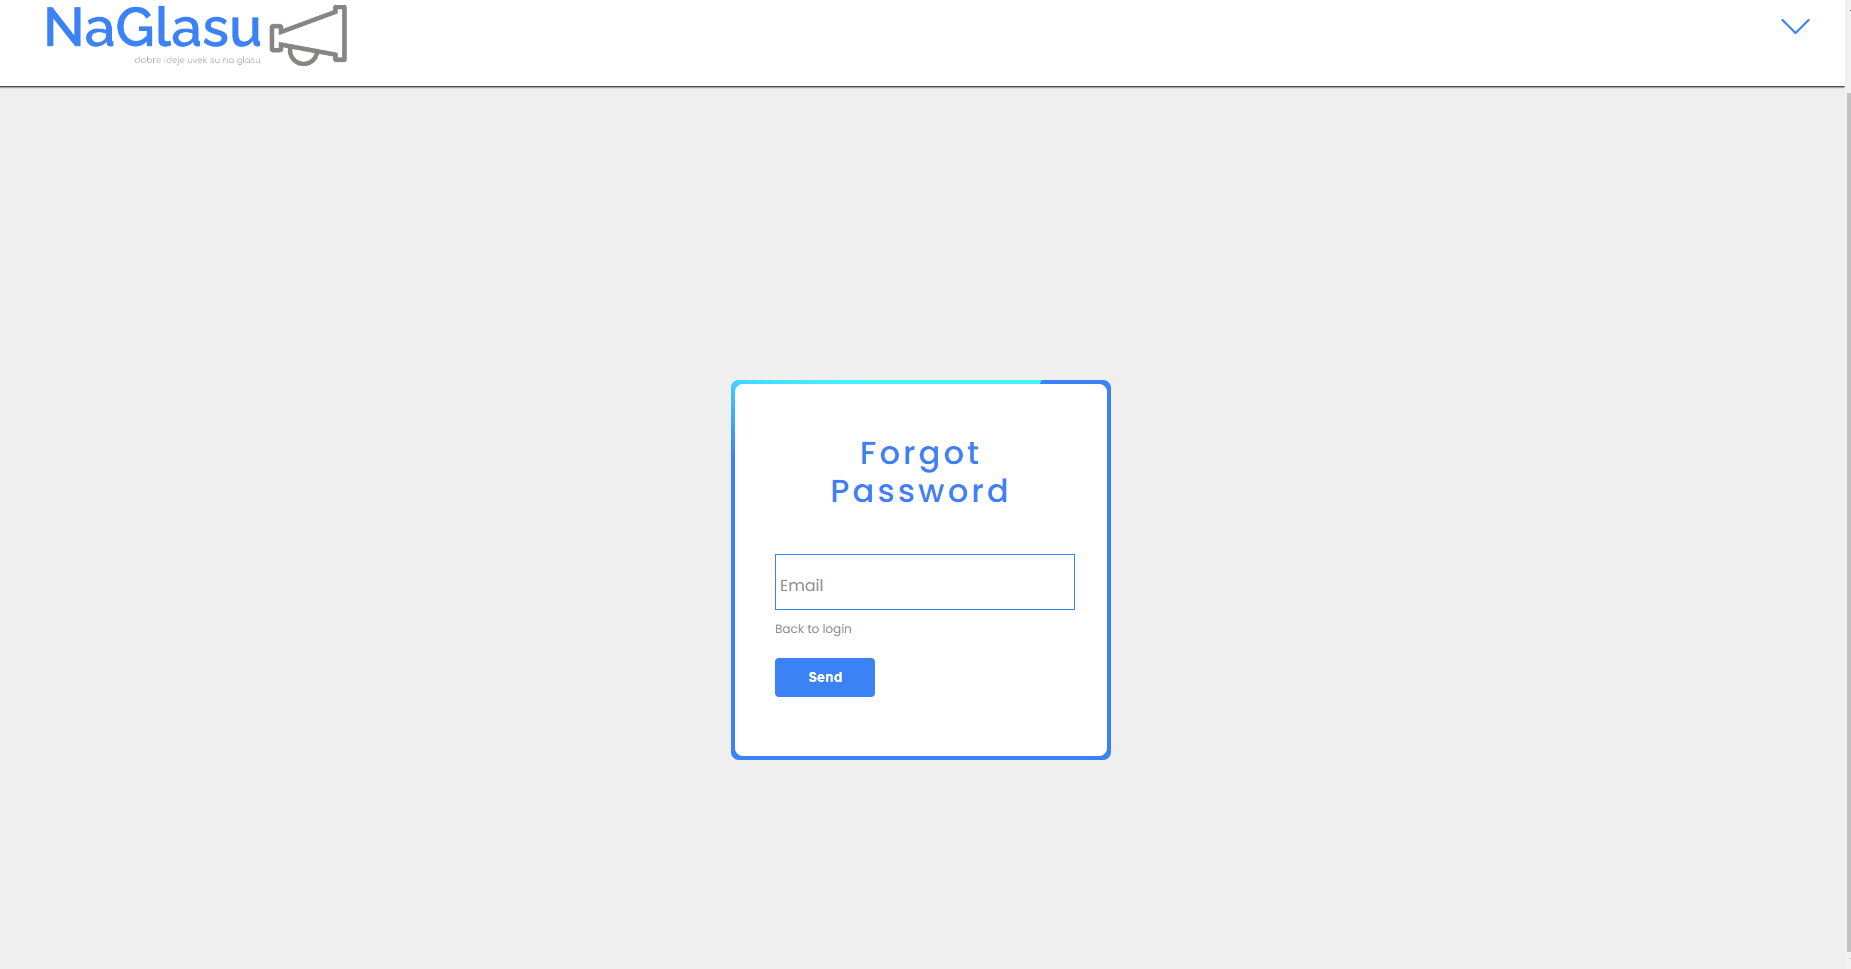 NaGlasu
dobre ideje uvek su na glasu
Forgot
Password
Email
Back to login
Send